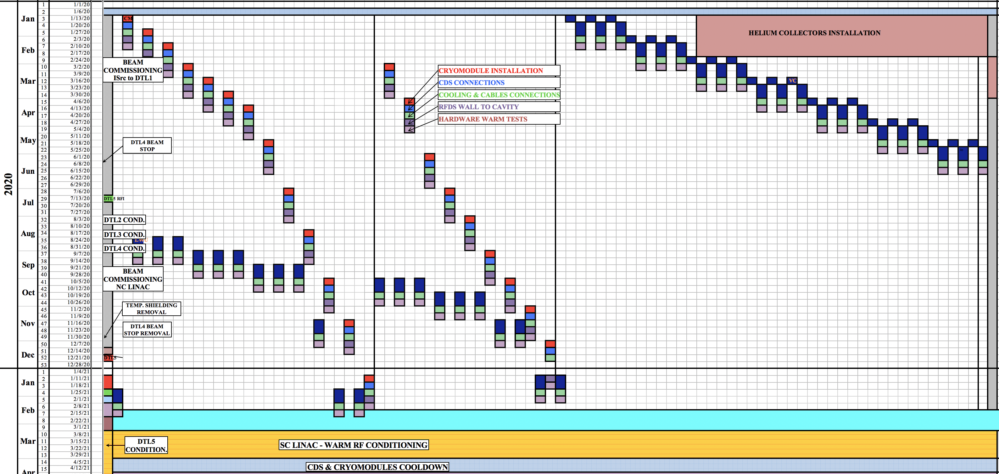 1 1/1/20
2 1/6/20
Jan
3 1/13/20 CM
4 1/20/20
5 1/27/20 HELIUM COLLECTORS INSTALLATION
6 2/3/20
7 2/10/20
Feb
8 2/17/20
9 2/24/20
BEAM
COMMISSIONING
ISrc to DTL1
10 3/2/20
11 3/9/20
Mar
12 3/16/20 VC
13 3/23/20
14 3/30/20
CRYOMODULE INSTALLATION
CDS CONNECTIONS
COOLING & CABLES CONNECTIONS
RFDS WALL TO CAVITY
HARDWARE WARM TESTS
15 4/6/20
16 4/13/20
Apr
17 4/20/20
18 4/27/20
19 5/4/20
20 5/11/20
May
21 5/18/20
22 5/25/20
DTL4 BEAM
STOP
23 6/1/20
24 6/8/20
Jun
25 6/15/20
26 6/22/20
27 6/29/20
2020
28 7/6/20
29 7/13/20 DTL5 RFI
Jul
30 7/20/20
31 7/27/20
32 8/3/20 DTL2 COND.
33 8/10/20
Aug
34 8/17/20 DTL3 COND.
35 8/24/20 LWU
36 8/31/20 DTL4 COND.
37 9/7/20
38 9/14/20
Sep
39 9/21/20
40 9/28/20
BEAM
COMMISSIONING
NC LINAC
41 10/5/20
42 10/12/20
Oct
43 10/19/20
44 10/26/20
TEMP. SHIELDING
REMOVAL
45 11/2/20
46 11/9/20
Nov
47 11/16/20
48 11/23/20
49 11/30/20
DTL4 BEAM
STOP REMOVAL
50 12/7/20
51 12/14/20
Dec
52 12/21/20 DTL5
53 12/28/20
1 1/4/21
2 1/11/21
Jan
3 1/18/21
4 1/25/21
5 2/1/21
6 2/8/21
Feb
7 2/15/21
8 2/22/21
9 3/1/21
10 3/8/21
11 3/15/21
Mar
12 3/22/21
13 3/29/21
DTL5
CONDITION.
SC LINAC - WARM RF CONDITIONING
14 4/5/21
15 4/12/21
Apr
CDS & CRYOMODULES COOLDOWN